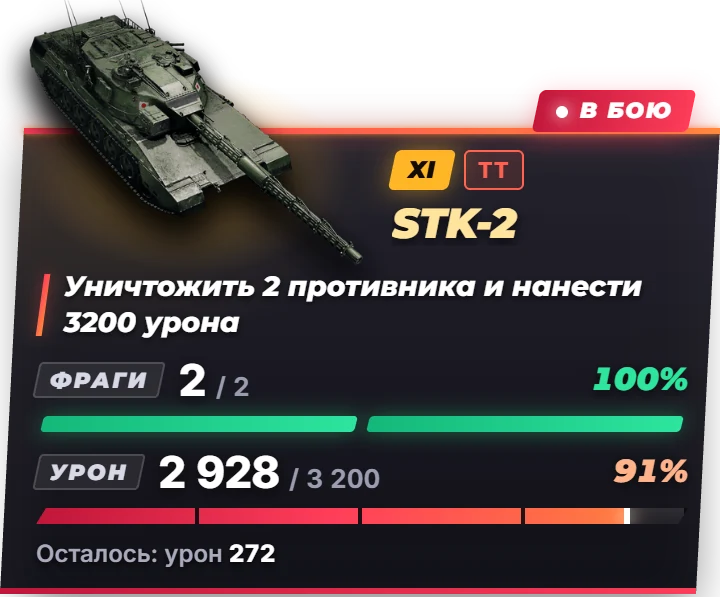 В БОЮ
XI ТТ
STK-2
Уничтожить 2 противника и нанести
3200 урона
ФРАГИ 2 / 2 100%
УРОН 2 928 / 3 200 91%
Осталось: урон 272